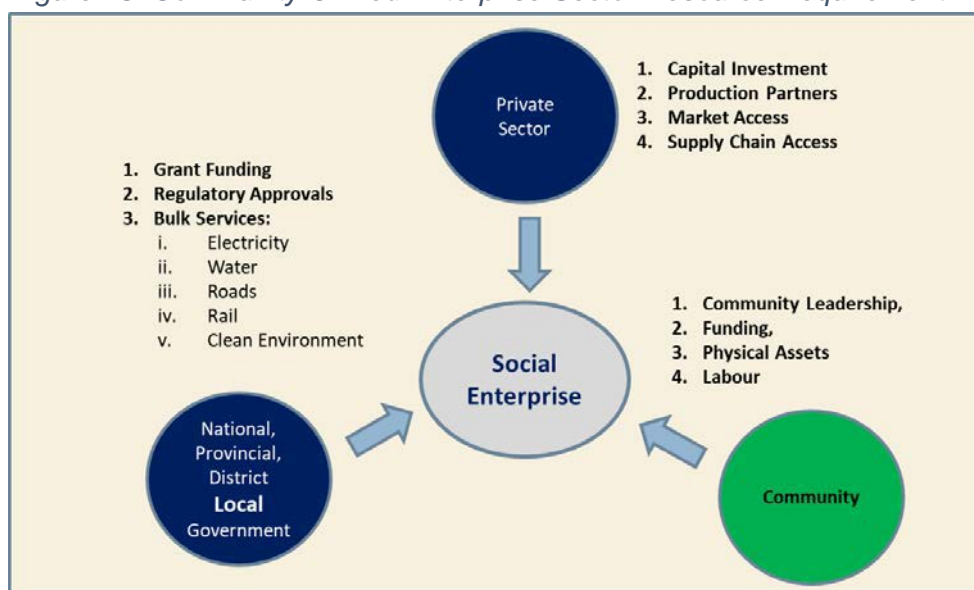 Private
Sector
1. Capital Investment
2. Production Partners
3. Market Access
4. Supply Chain Access
1. Grant Funding
2. Regulatory Approvals
3. Bulk Services:
i. Electricity
ii. Water
iii. Roads
iv. Rail
v. Clean Environment
Social
Enterprise
1. Community Leadership,
2. Funding,
3. Physical Assets
4. Labour
National,
Provincial,
District
Local
Government
Community